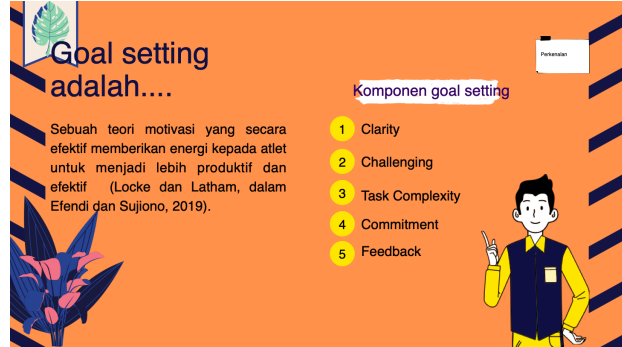 Goal setting
adalah....
Sebuah teori motivasi yang secara
efektif memberikan energi kepada atlet
untuk menjadi lebih produktif dan
efektif (Locke dan Latham, dalam
Efendi dan Sujiono, 2019).
Perkenalan
Komponen goal setting
1 Clarity
2 Challenging
3 Task Complexity
4 Commitment
5 Feedback